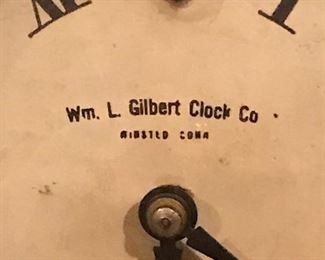 Wm. L. Gilbert Clock Co
WINSTED CONN